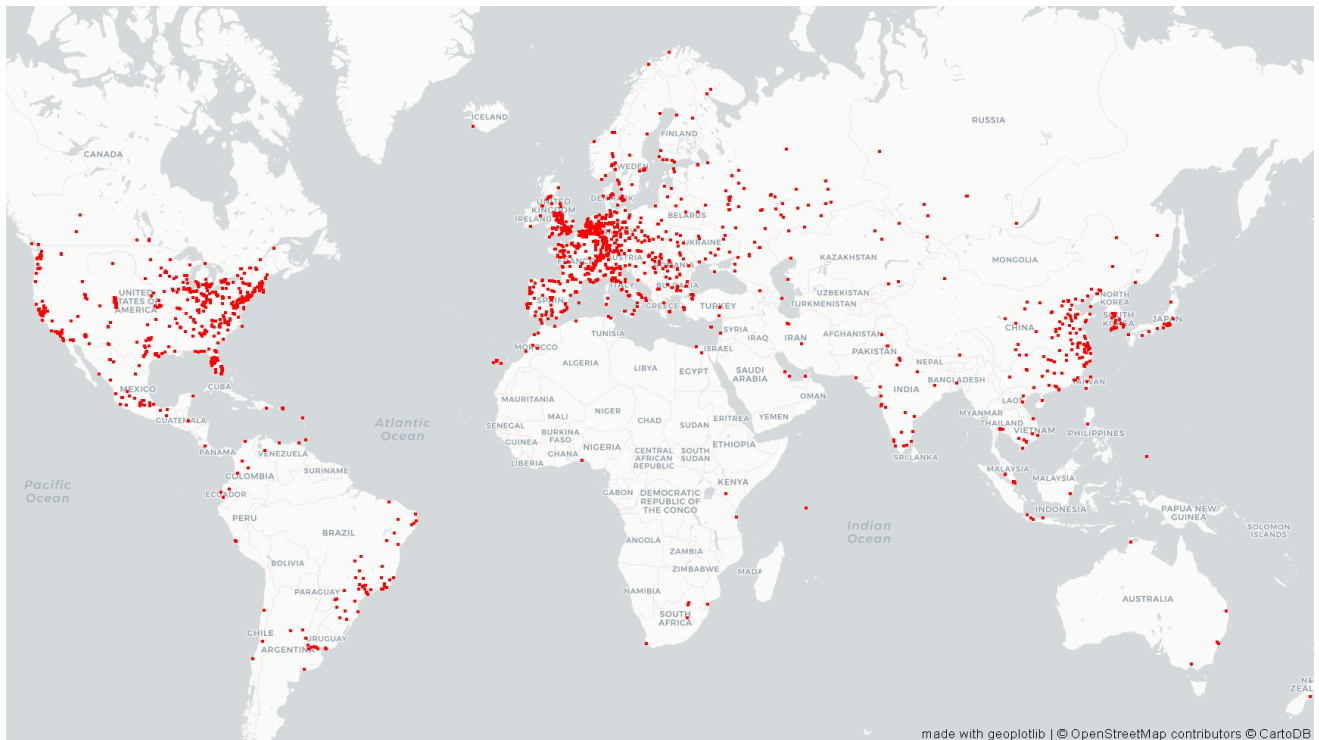 ICELAND
RUSSIA
FINLAND
CANADA
SWEDEN
DENMARK
UNITED
KINGDOM
IRELAND
BELARUS
UKRAINE
AUSTRIA
KAZAKHSTAN
MONGOLIA
ITALY
UNITED
STATES OF
AMERICA
SPAIN
GREECE
TURKEY
UZBEKISTAN
TURKMENISTAN
NORTH
KOREA
SOUTH
KOREA
JAPAN
CHINA
TUNISIA
SYRIA
IRAQ
IRAN
AFGHANISTAN
MOROCCO
ISRAEL
PAKISTAN
NEPAL
ALGERIA
LIBYA
EGYPT
SAUDI
ARABIA
BANGLADESH
INDIA
MEXICO
CUBA
OMAN
MAURITANIA
MALI
NIGER
CHAD
SUDAN
ERITREA
YEMEN
MYANMAR
LAOS
THAILAND
VIETNAM
PHILIPPINES
GUATEMALA
Atlantic
Ocean
SENEGAL
GUINEA
BURKINA
FASO
GHANA
NIGERIA
LIBERIA
CENTRAL
AFRICAN
REPUBLIC
SOUTH
SUDAN
ETHIOPIA
SRI LANKA
PANAMA
VENEZUELA
SURINAME
COLOMBIA
MALAYSIA
MALAYSIA
Pacific
Ocean
ECUADOR
GABON
DEMOCRATIC
REPUBLIC OF
THE CONGO
KENYA
INDONESIA
PAPUA NEW
GUINEA
SOLOMON
ISLANDS
PERU
BRAZIL
Indian
Ocean
ANGOLA
ZAMBIA
BOLIVIA
ZIMBABWE
MADA
PARAGUAY
NAMIBIA
AUSTRALIA
SOUTH
AFRICA
CHILE
URUGUAY
ARGENTINA
NE
ZEAL
made with geoplotlib | © OpenStreetMap contributors © CartoDB